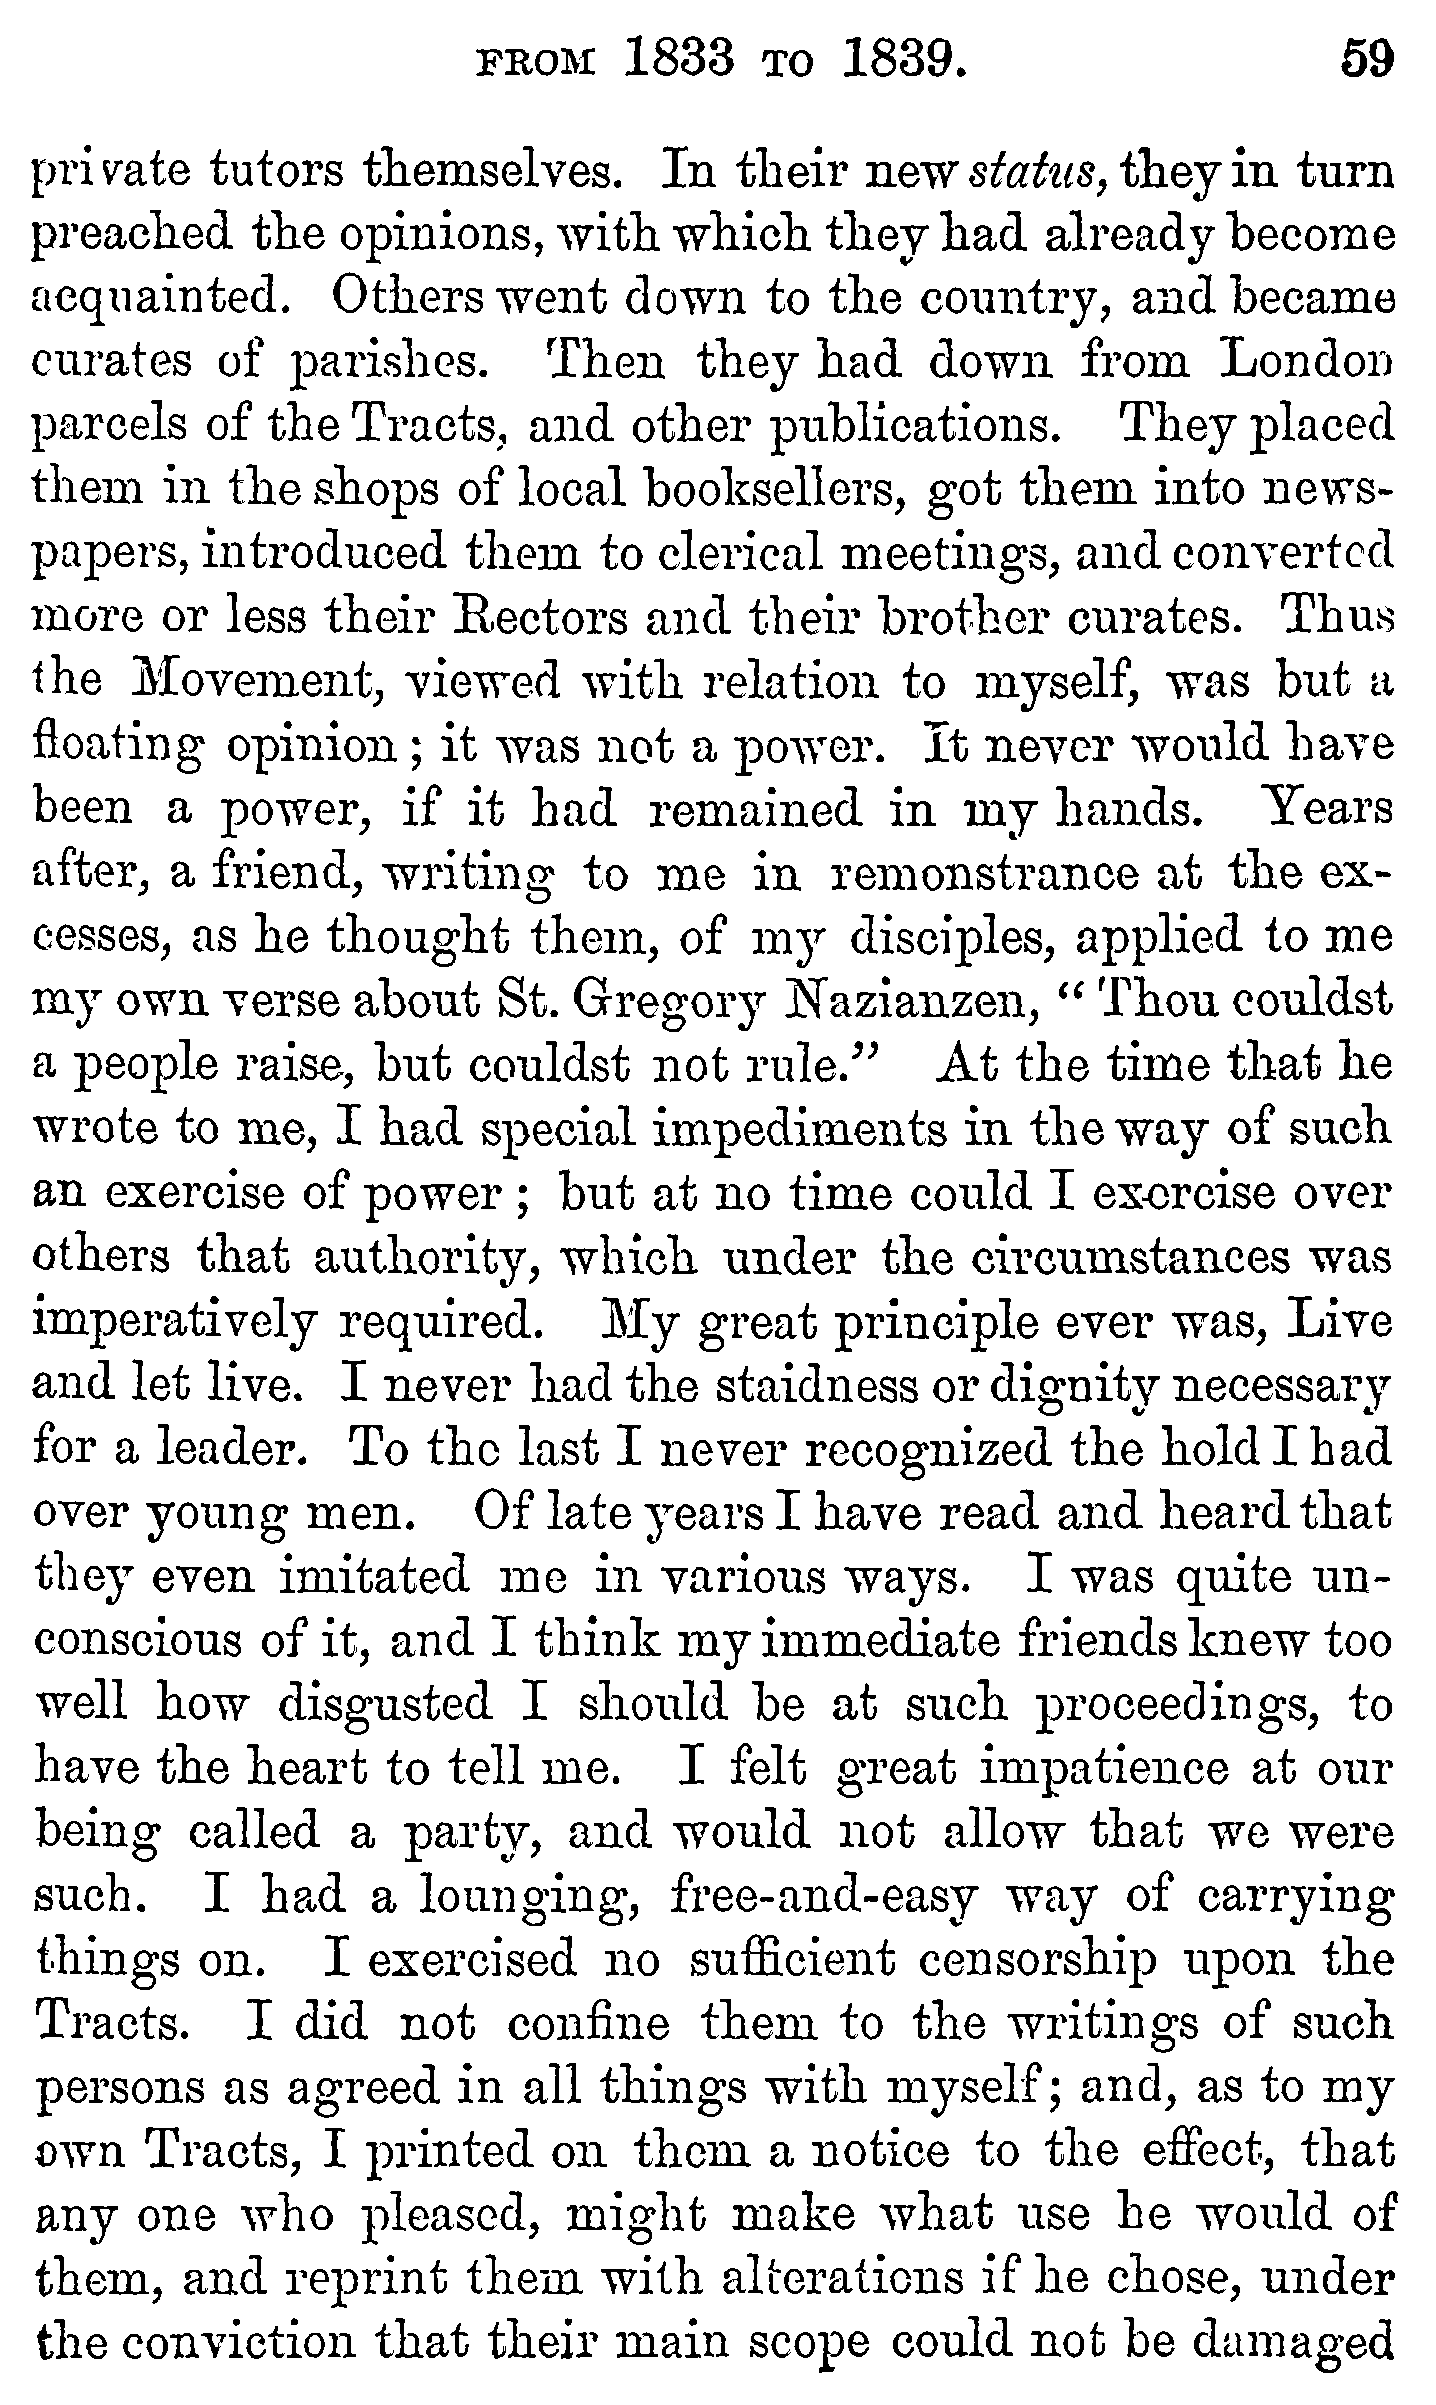 FROM 1833 TO 1839. 59
private tutors themselves. In their new status, they in turn
preached the opinions, with which they had already become
acquainted. Others went down to the country, and became
curates of parishes. Then they had down from London
parcels of the Tracts, and other publications. They placed
them in the shops of local booksellers, got them into news-
papers, introduced them to clerical meetings, and converted
more or less their Rectors and their brother curates. Thus
the Movement, viewed with relation to myself, was but a
floating opinion; it was not a power. It never would have
been a power, if it had remained in my hands. Years
after, a friend, writing to me in remonstrance at the ex-
cesses, as he thought them, of my disciples, applied to me
my own verse about St. Gregory Nazianzen, “Thou couldst
a people raise, but couldst not rule.” At the time that he
wrote to me, I had special impediments in the way of such
an exercise of power; but at no time could I exercise over
others that authority, which under the circumstances was
imperatively required. My great principle ever was, Live
and let live. I never had the staidness or dignity necessary
for a leader. To the last I never recognized the hold I had
over young men. Of late years I have read and heard that
they even imitated me in various ways. I was quite un-
conscious of it, and I think my immediate friends knew too
well how disgusted I should be at such proceedings, to
have the heart to tell me. I felt great impatience at our
being called a party, and would not allow that we were
such. I had a lounging, free-and-easy way of carrying
things on. I exercised no sufficient censorship upon the
Tracts. I did not confine them to the writings of such
persons as agreed in all things with myself; and, as to my
own Tracts, I printed on them a notice to the effect, that
any one who pleased, might make what use he would of
them, and reprint them with alterations if he chose, under
the conviction that their main scope could not be damaged